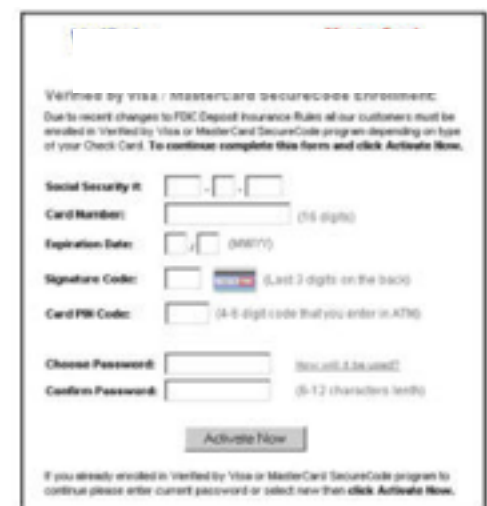 Verified by Visa / MasterCard SecureCode Enrollment:
Due to recent changes to FDIC Deposit Insurance Rules all our customers must be
enrolled in Verified by Visa or MasterCard SecureCode program depending on type
of your Check Card. To continue complete this form and click Activate Now.
Social Security #: - -
Card Number: (16 digits)
Expiration Date: / (MM/YY)
Signature Code: (Last 3 digits on the back)
Card PIN Code: (4-6 digit code that you enter in ATM)
Choose Password: How will it be used?
Confirm Password: (6-12 characters lenth)
Activate Now
If you already enrolled in Verified by Visa or MasterCard SecureCode program to
continue please enter current password or select new then click Activate Now.